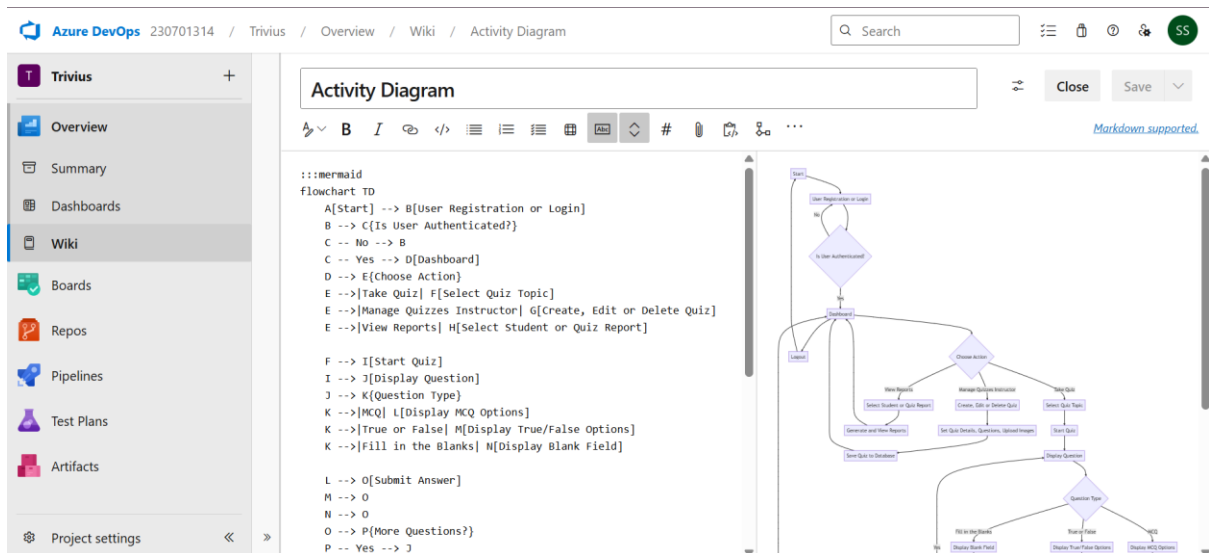 Azure DevOps 230701314 / Trivius / Overview / Wiki / Activity Diagram
Search
SS
T Trivius
Overview
Summary
Dashboards
Wiki
Boards
Repos
Pipelines
Test Plans
Artifacts
Project settings
Activity Diagram
Close
Save
B I </> Abc # ...
Markdown supported.
:::mermaid
flowchart TD
A[Start] --> B[User Registration or Login]
B --> C{Is User Authenticated?}
C -- No --> B
C -- Yes --> D[Dashboard]
D --> E{Choose Action}
E -->|Take Quiz| F[Select Quiz Topic]
E -->|Manage Quizzes Instructor| G[Create, Edit or Delete Quiz]
E -->|View Reports| H[Select Student or Quiz Report]
F --> I[Start Quiz]
I --> J[Display Question]
J --> K{Question Type}
K -->|MCQ| L[Display MCQ Options]
K -->|True or False| M[Display True/False Options]
K -->|Fill in the Blanks| N[Display Blank Field]
L --> O[Submit Answer]
M --> O
N --> O
O --> P{More Questions?}
P -- Yes --> J
Start
User Registration or Login
No
Is User Authenticated?
Yes
Dashboard
Logout
Choose Action
View Reports
Manage Quizzes Instructor
Take Quiz
Select Student or Quiz Report
Create, Edit or Delete Quiz
Select Quiz Topic
Generate and View Reports
Set Quiz Details, Questions, Upload Images
Start Quiz
Save Quiz to Database
Display Question
Question Type
Fill in the Blanks
True or False
MCQ
No
Display Blank Field
Display True/False Options
Display MCQ Options